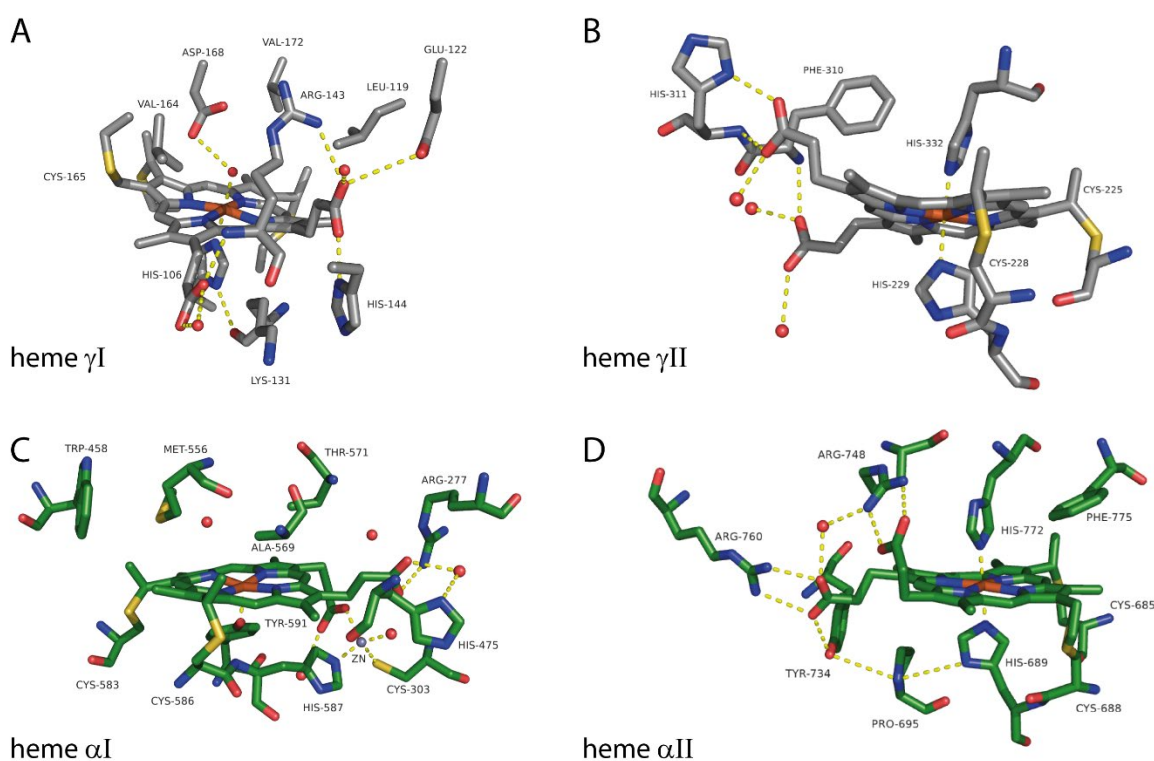 A
ASP-168
VAL-172
GLU-122
VAL-164
ARG-143
LEU-119
CYS-165
HIS-106
HIS-144
LYS-131
heme γI
B
HIS-311
PHE-310
HIS-332
CYS-225
CYS-228
HIS-229
heme γII
C
TRP-458
MET-556
THR-571
ARG-277
ALA-569
TYR-591
HIS-475
ZN
CYS-583
CYS-586
HIS-587
CYS-303
heme αI
D
ARG-748
ARG-760
HIS-772
PHE-775
CYS-685
TYR-734
HIS-689
CYS-688
PRO-695
heme αII